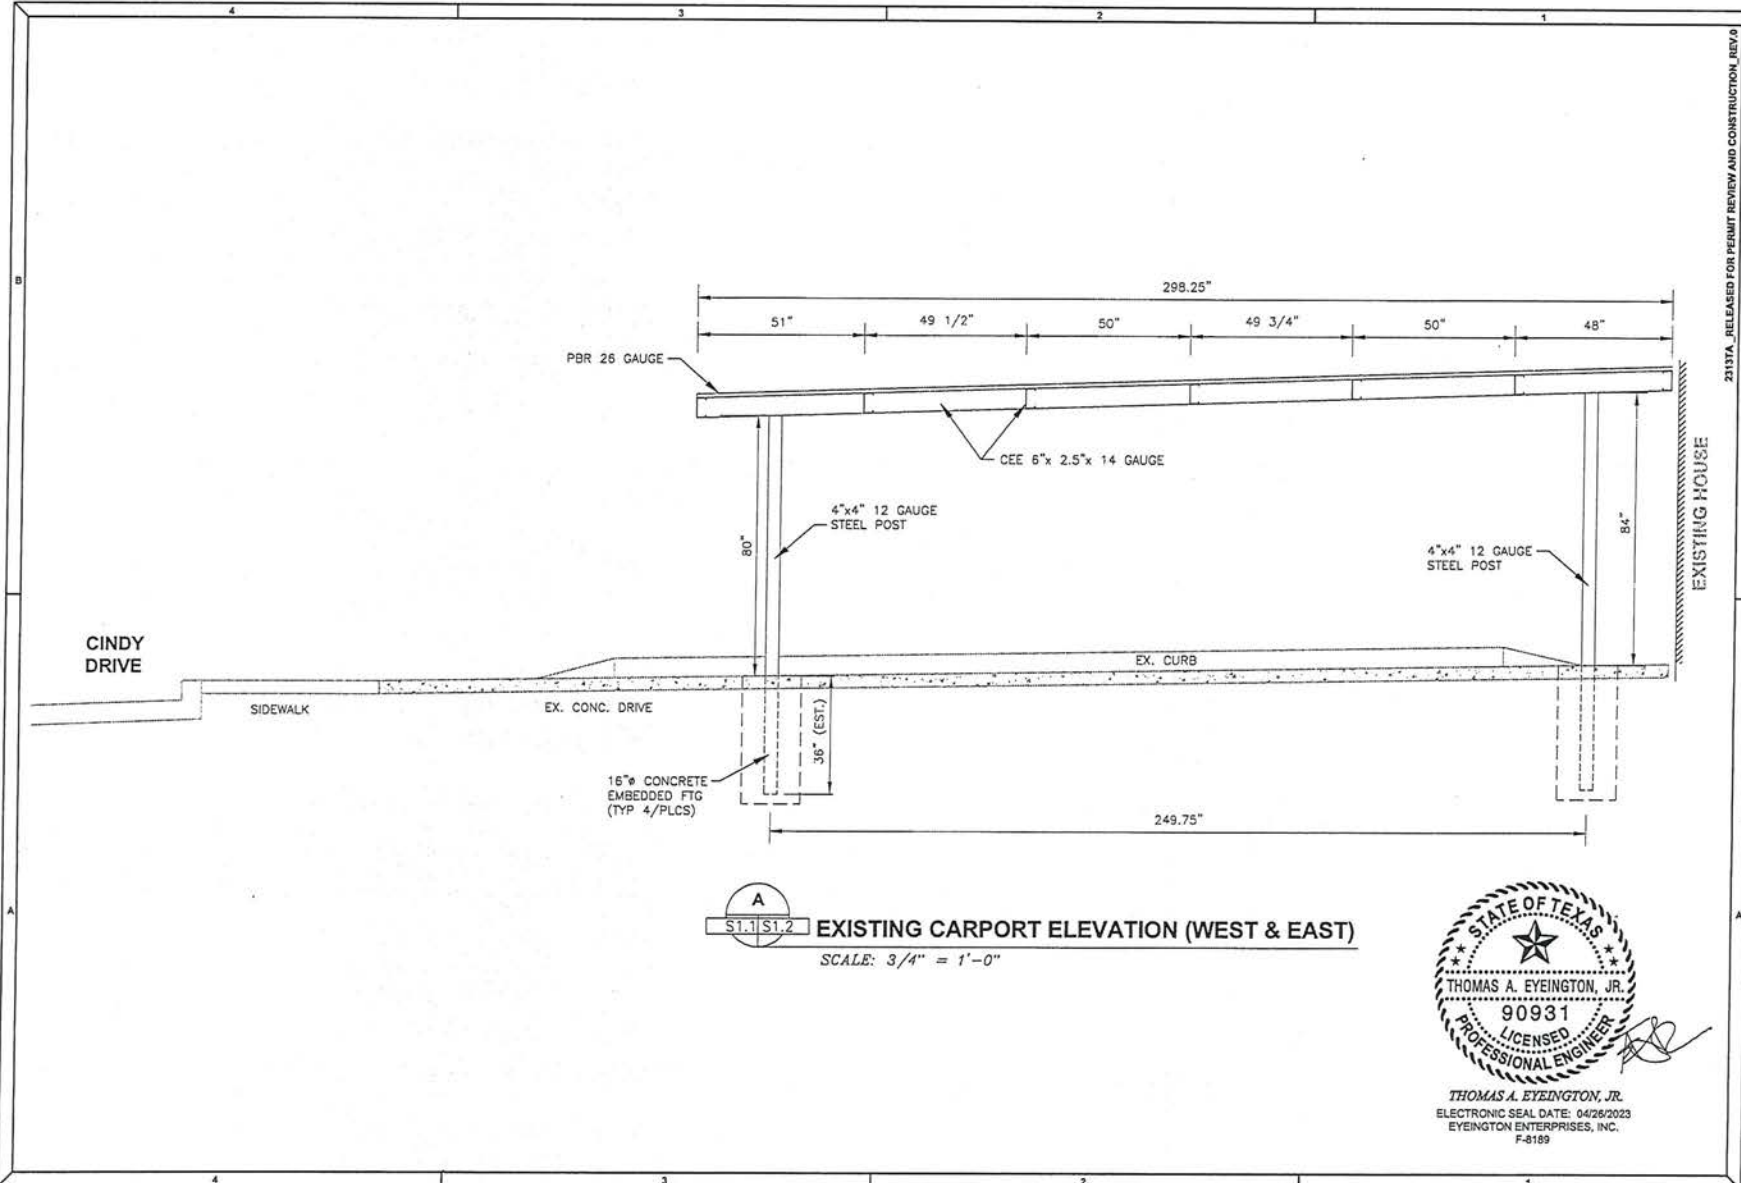 4 3 2 1
2313TA_RELEASED FOR PERMIT REVIEW AND CONSTRUCTION_REV.0
B
298.25"
51" 49 1/2" 50" 49 3/4" 50" 48"
PBR 26 GAUGE
CEE 6"x 2.5"x 14 GAUGE
4"x4" 12 GAUGE
STEEL POST
80"
4"x4" 12 GAUGE
STEEL POST
84"
EXISTING HOUSE
CINDY
DRIVE
EX. CURB
SIDEWALK
EX. CONC. DRIVE
36" (EST.)
16"ø CONCRETE
EMBEDDED FTG
(TYP 4/PLCS)
249.75"
A
A
A
S1.1 S1.2
EXISTING CARPORT ELEVATION (WEST & EAST)
SCALE: 3/4" = 1'-0"
STATE OF TEXAS
THOMAS A. EYEINGTON, JR.
90931
LICENSED
PROFESSIONAL ENGINEER
THOMAS A. EYEINGTON, JR.
ELECTRONIC SEAL DATE: 04/26/2023
EYEINGTON ENTERPRISES, INC.
F-8189
4 3 2 1